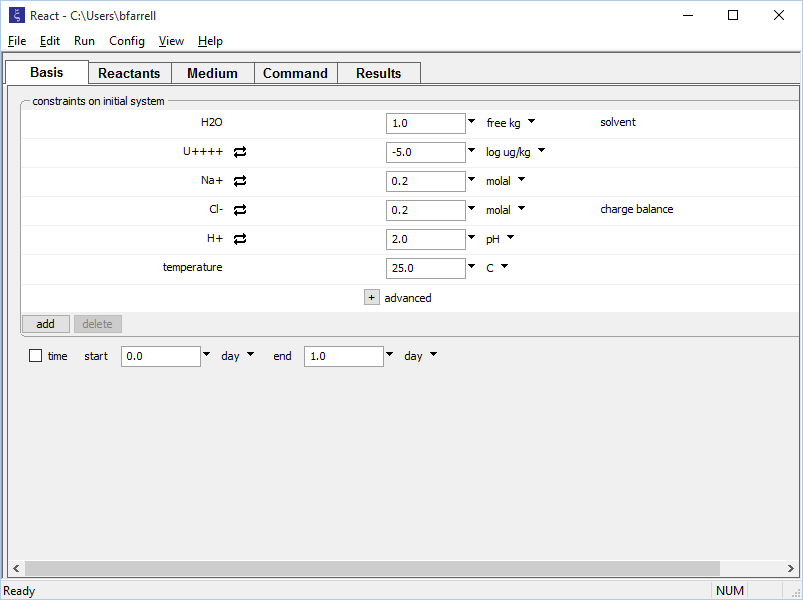 React - C:\Users\bfarrell
File Edit Run Config View Help
Basis Reactants Medium Command Results
constraints on initial system
H2O 1.0 free kg solvent
U++++ -5.0 log ug/kg
Na+ 0.2 molal
Cl- 0.2 molal charge balance
H+ 2.0 pH
temperature 25.0 C
+ advanced
add delete
time start 0.0 day end 1.0 day
Ready NUM